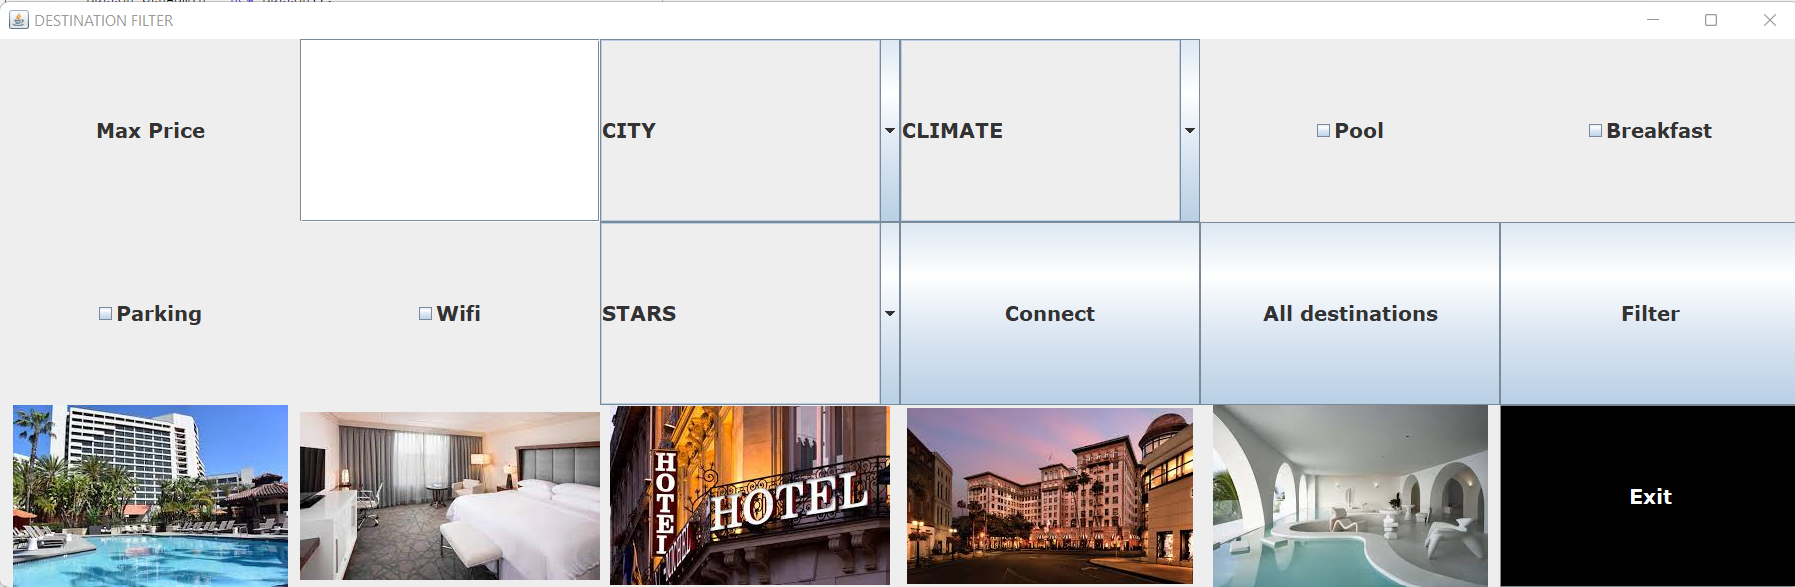 DESTINATION FILTER
Max Price
CITY
CLIMATE
Pool
Breakfast
Parking
Wifi
STARS
Connect
All destinations
Filter
HOTEL
HOTEL
Exit